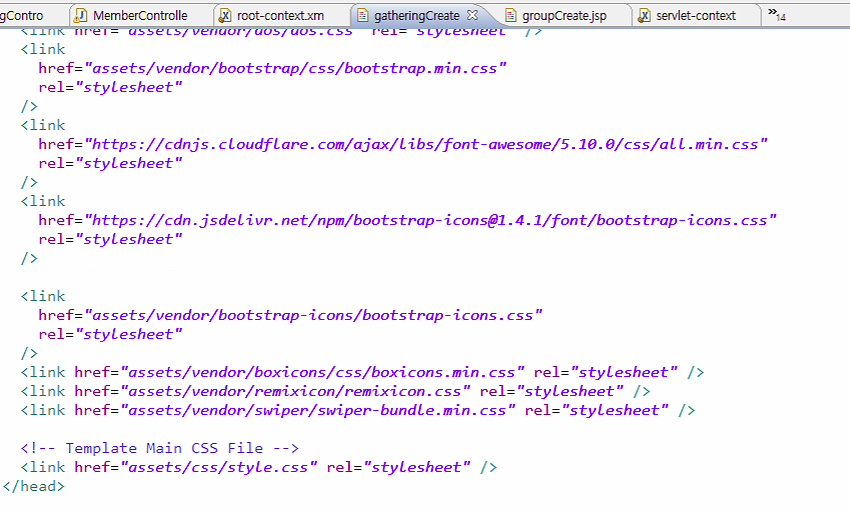 gContro MemberControlle root-context.xm gatheringCreate groupCreate.jsp servlet-context »14
<link href="assets/vendor/aos/aos.css" rel="stylesheet" />
<link
href="assets/vendor/bootstrap/css/bootstrap.min.css"
rel="stylesheet"
/>
<link
href="https://cdnjs.cloudflare.com/ajax/libs/font-awesome/5.10.0/css/all.min.css"
rel="stylesheet"
/>
<link
href="https://cdn.jsdelivr.net/npm/bootstrap-icons@1.4.1/font/bootstrap-icons.css"
rel="stylesheet"
/>
<link
href="assets/vendor/bootstrap-icons/bootstrap-icons.css"
rel="stylesheet"
/>
<link href="assets/vendor/boxicons/css/boxicons.min.css" rel="stylesheet" />
<link href="assets/vendor/remixicon/remixicon.css" rel="stylesheet" />
<link href="assets/vendor/swiper/swiper-bundle.min.css" rel="stylesheet" />
<!-- Template Main CSS File -->
<link href="assets/css/style.css" rel="stylesheet" />
</head>